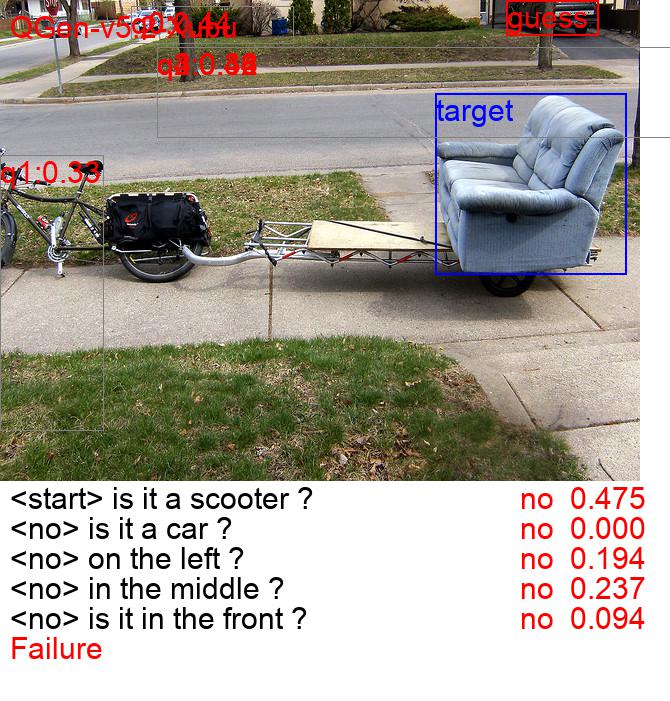 guess
target
q1:0.33
<start> is it a scooter ? no 0.475
<no> is it a car ? no 0.000
<no> on the left ? no 0.194
<no> in the middle ? no 0.237
<no> is it in the front ? no 0.094
Failure